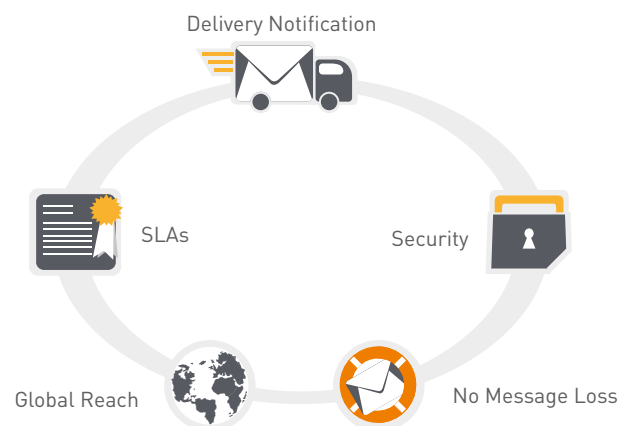 Delivery Notification
SLAs
Security
Global Reach
No Message Loss